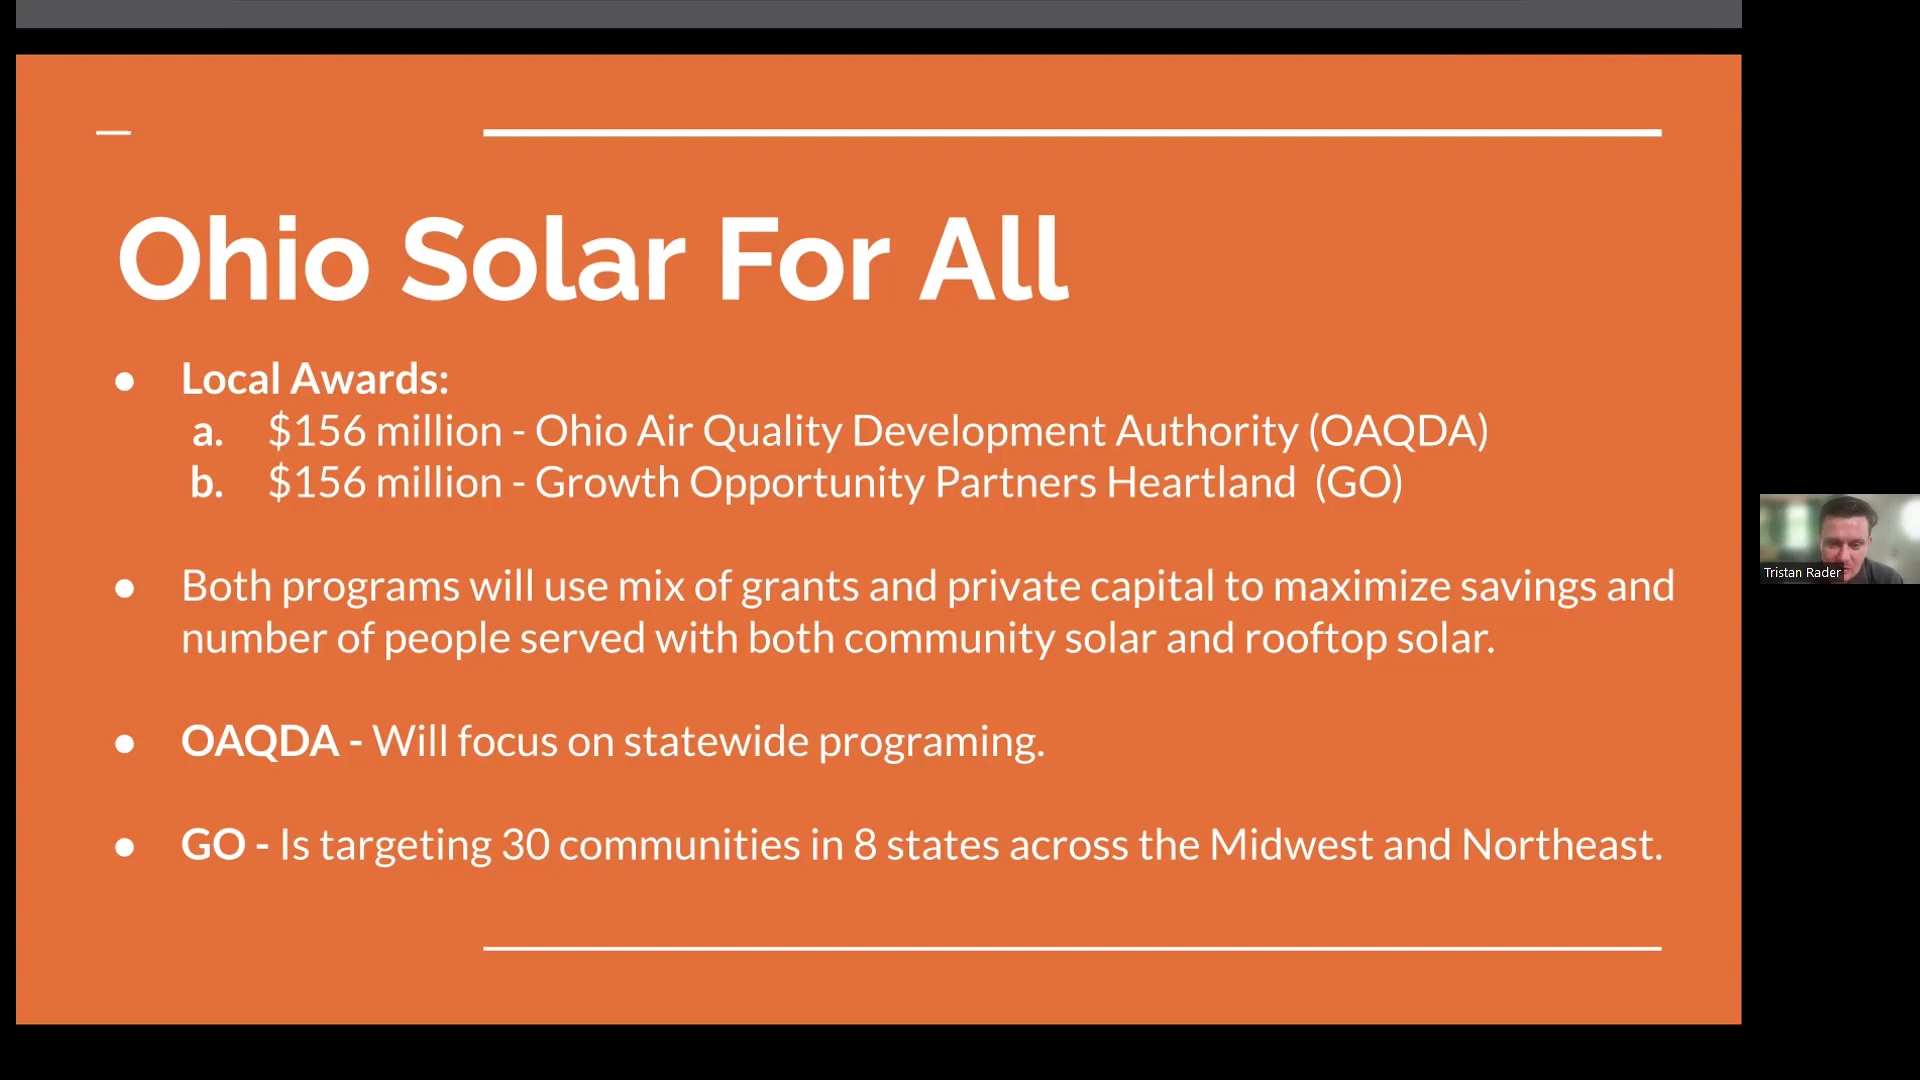 Ohio Solar For All
● Local Awards:
a. $156 million - Ohio Air Quality Development Authority (OAQDA)
b. $156 million - Growth Opportunity Partners Heartland (GO)
● Both programs will use mix of grants and private capital to maximize savings and
number of people served with both community solar and rooftop solar.
● OAQDA - Will focus on statewide programing.
● GO - Is targeting 30 communities in 8 states across the Midwest and Northeast.
Tristan Rader